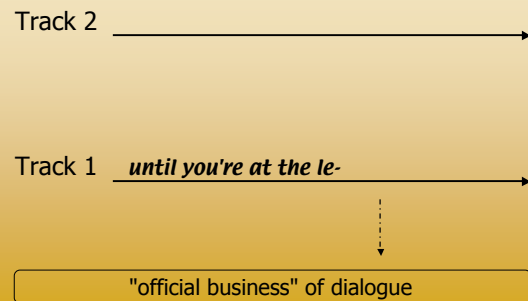 Track 2
Track 1 until you're at the le-
"official business" of dialogue